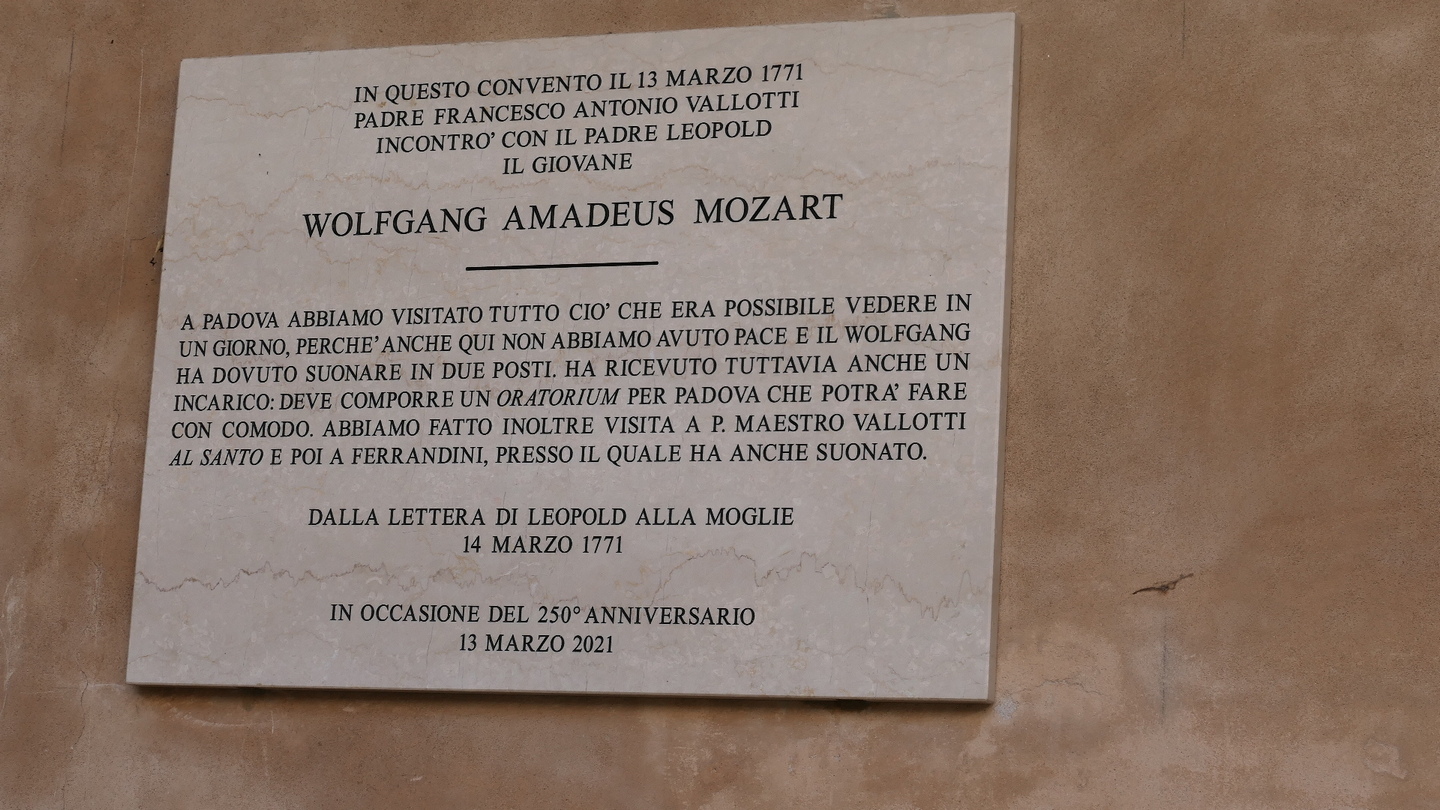 IN QUESTO CONVENTO IL 13 MARZO 1771
PADRE FRANCESCO ANTONIO VALLOTTI
INCONTRO' CON IL PADRE LEOPOLD
IL GIOVANE
WOLFGANG AMADEUS MOZART
A PADOVA ABBIAMO VISITATO TUTTO CIO' CHE ERA POSSIBILE VEDERE IN
UN GIORNO, PERCHE' ANCHE QUI NON ABBIAMO AVUTO PACE E IL WOLFGANG
HA DOVUTO SUONARE IN DUE POSTI. HA RICEVUTO TUTTAVIA ANCHE UN
INCARICO: DEVE COMPORRE UN ORATORIUM PER PADOVA CHE POTRA' FARE
CON COMODO. ABBIAMO FATTO INOLTRE VISITA A P. MAESTRO VALLOTTI
AL SANTO E POI A FERRANDINI, PRESSO IL QUALE HA ANCHE SUONATO.
DALLA LETTERA DI LEOPOLD ALLA MOGLIE
14 MARZO 1771
IN OCCASIONE DEL 250° ANNIVERSARIO
13 MARZO 2021